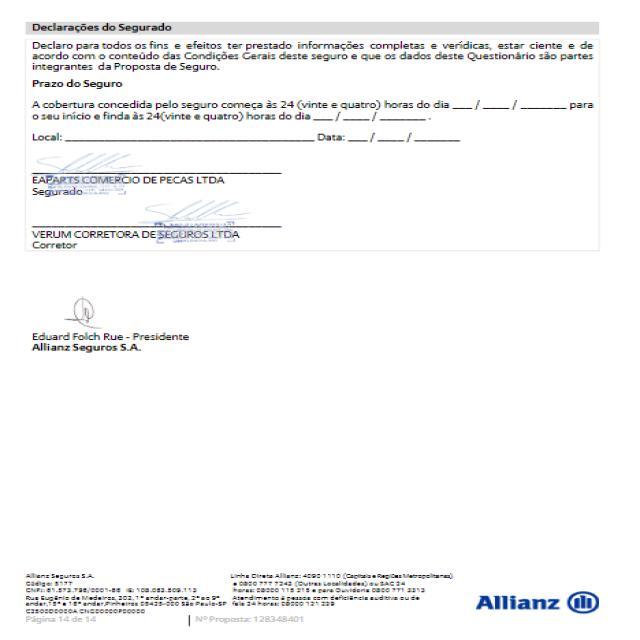 Declarações do Segurado
Declaro para todos os fins e efeitos ter prestado informações completas e verídicas, estar ciente e de
acordo com o conteúdo das Condições Gerais deste seguro e que os dados deste Questionário são partes
integrantes da Proposta de Seguro.
Prazo do Seguro
A cobertura concedida pelo seguro começa às 24 (vinte e quatro) horas do dia ___ / ____ / _______ para
o seu início e finda às 24(vinte e quatro) horas do dia ___ / ____ / _______ .
Local: ______________________________________ Data: ___ / ____ / _______
EAPARTS COMERCIO DE PECAS LTDA
Segurado
VERUM CORRETORA DE SEGUROS LTDA
Corretor
Eduard Folch Rue - Presidente
Allianz Seguros S.A.
Allianz Seguros S.A.
Código: 5177
CNPJ: 61.573.796/0001-66 IE: 108.083.509.113
Rua Eugênio de Medeiros, 303, 1º andar-parte, 2º ao 9º
andar, 15º e 16º andar, Pinheiros 05425-000 São Paulo-SP
Linha Direta Allianz: 4090 1110 (Capitais e Regiões Metropolitanas)
e 0800 777 7243 (Outras Localidades) ou SAC 24
horas: 08000 115 215 e para Ouvidoria 0800 771 3313
Atendimento à pessoa com deficiência auditiva ou de
fala 24 horas: 08000 121 239
Allianz
Página 14 de 14
Nº Proposta: 128348401